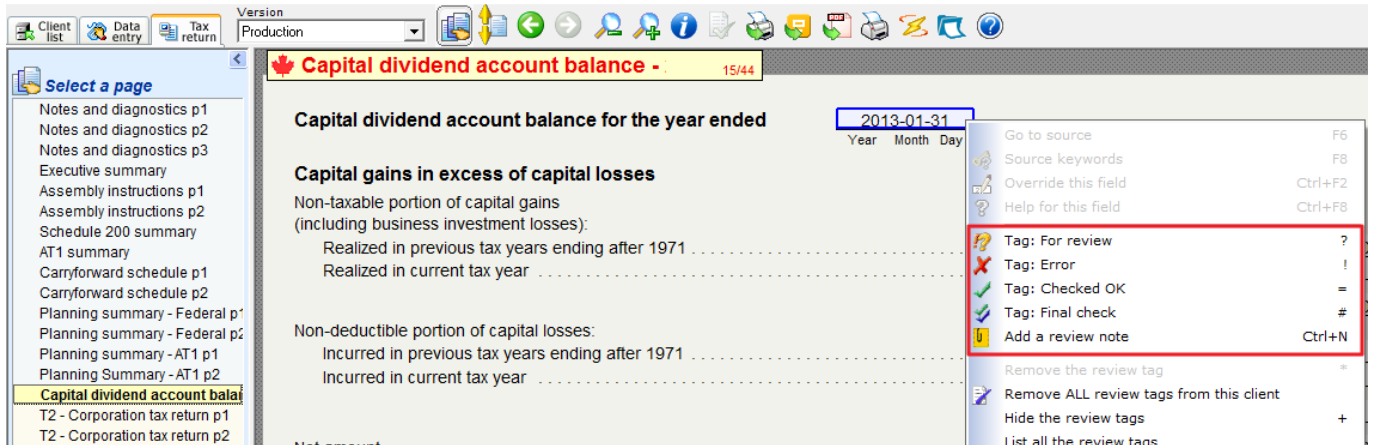 Client list
Data entry
Tax return
Version
Production
Select a page
Notes and diagnostics p1
Notes and diagnostics p2
Notes and diagnostics p3
Executive summary
Assembly instructions p1
Assembly instructions p2
Schedule 200 summary
AT1 summary
Carryforward schedule p1
Carryforward schedule p2
Planning summary - Federal p1
Planning summary - Federal p2
Planning summary - AT1 p1
Planning Summary - AT1 p2
Capital dividend account balan
T2 - Corporation tax return p1
T2 - Corporation tax return p2
Capital dividend account balance - 15/44
Capital dividend account balance for the year ended 2013-01-31
Year Month Day
Capital gains in excess of capital losses
Non-taxable portion of capital gains
(including business investment losses):
Realized in previous tax years ending after 1971
Realized in current tax year
Non-deductible portion of capital losses:
Incurred in previous tax years ending after 1971
Incurred in current tax year
Net amount
Go to source F6
Source keywords F8
Override this field Ctrl+F2
Help for this field Ctrl+F8
Tag: For review ?
Tag: Error !
Tag: Checked OK =
Tag: Final check #
Add a review note Ctrl+N
Remove the review tag *
Remove ALL review tags from this client
Hide the review tags +
List all the review tags